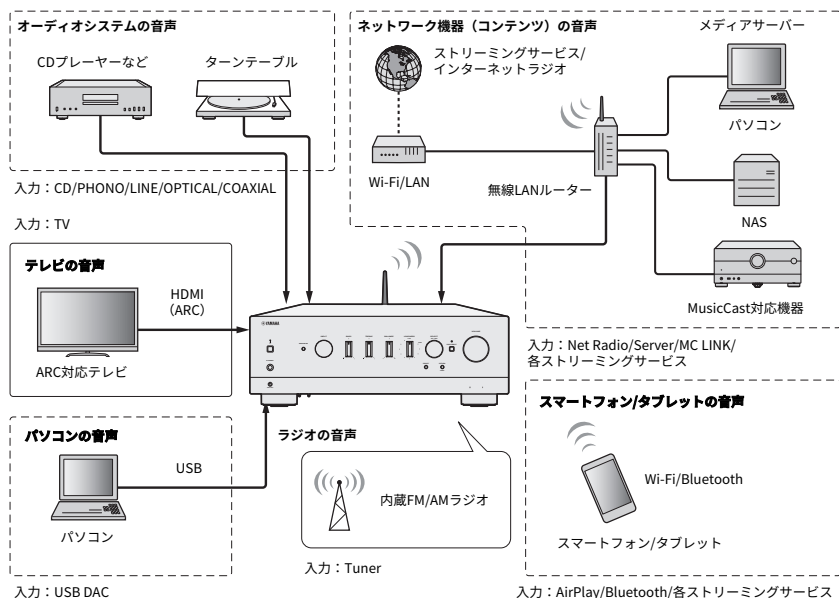 オーディオシステムの音声
CDプレーヤーなど
ターンテーブル
入力：CD/PHONO/LINE/OPTICAL/COAXIAL
ネットワーク機器（コンテンツ）の音声
ストリーミングサービス/
インターネットラジオ
Wi-Fi/LAN
無線LANルーター
メディアサーバー
パソコン
NAS
MusicCast対応機器
入力：Net Radio/Server/MC LINK/
各ストリーミングサービス
入力：TV
テレビの音声
HDMI
（ARC）
ARC対応テレビ
YAMAHA
パソコンの音声
USB
パソコン
入力：USB DAC
ラジオの音声
内蔵FM/AMラジオ
入力：Tuner
スマートフォン/タブレットの音声
Wi-Fi/Bluetooth
スマートフォン/タブレット
入力：AirPlay/Bluetooth/各ストリーミングサービス